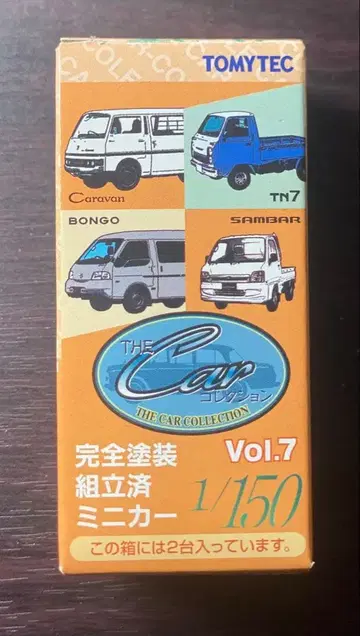 TOMYTEC
Caravan
TN7
BONGO
SAMBAR
THE
Car
コレクション
THE CAR COLLECTION
完全塗装
組立済
ミニカー
Vol.7
1/150
この箱には2台入っています。